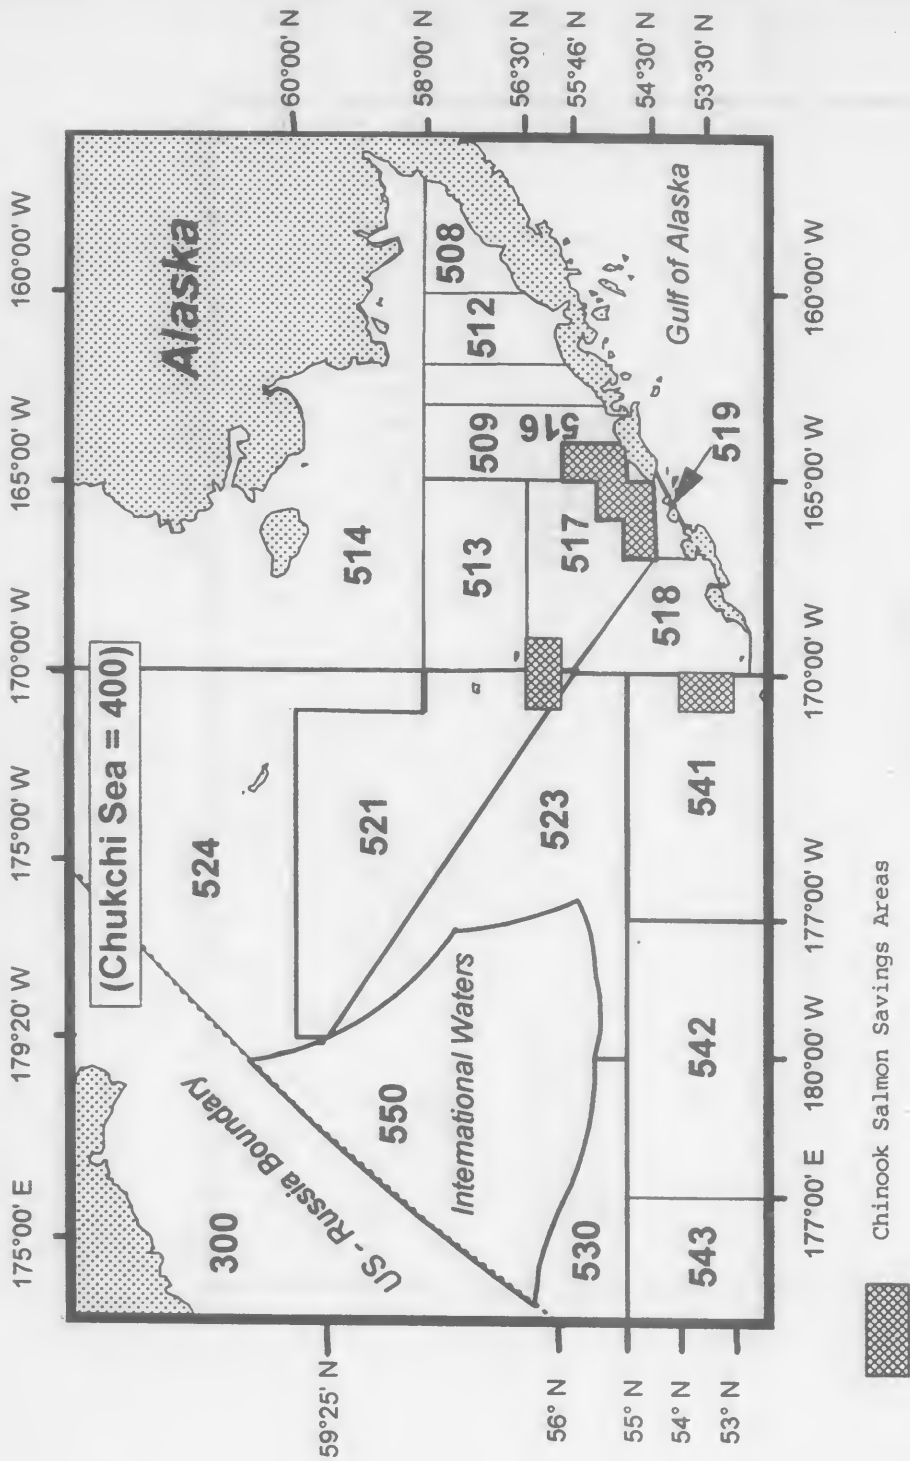 175°00' E
179°20' W
175°00' W
170°00' W
165°00' W
160°00' W
(Chukchi Sea = 400)
Alaska
300
US - Russia Boundary
524
514
60°00' N
59°25' N
521
550
International Waters
523
513
509
512
508
58°00' N
516
517
56°30' N
55°46' N
56° N
530
518
519
Gulf of Alaska
54°30' N
55° N
543
542
541
54° N
53° N
53°30' N
177°00' E
180°00' W
177°00' W
170°00' W
165°00' W
160°00' W
Chinook Salmon Savings Areas